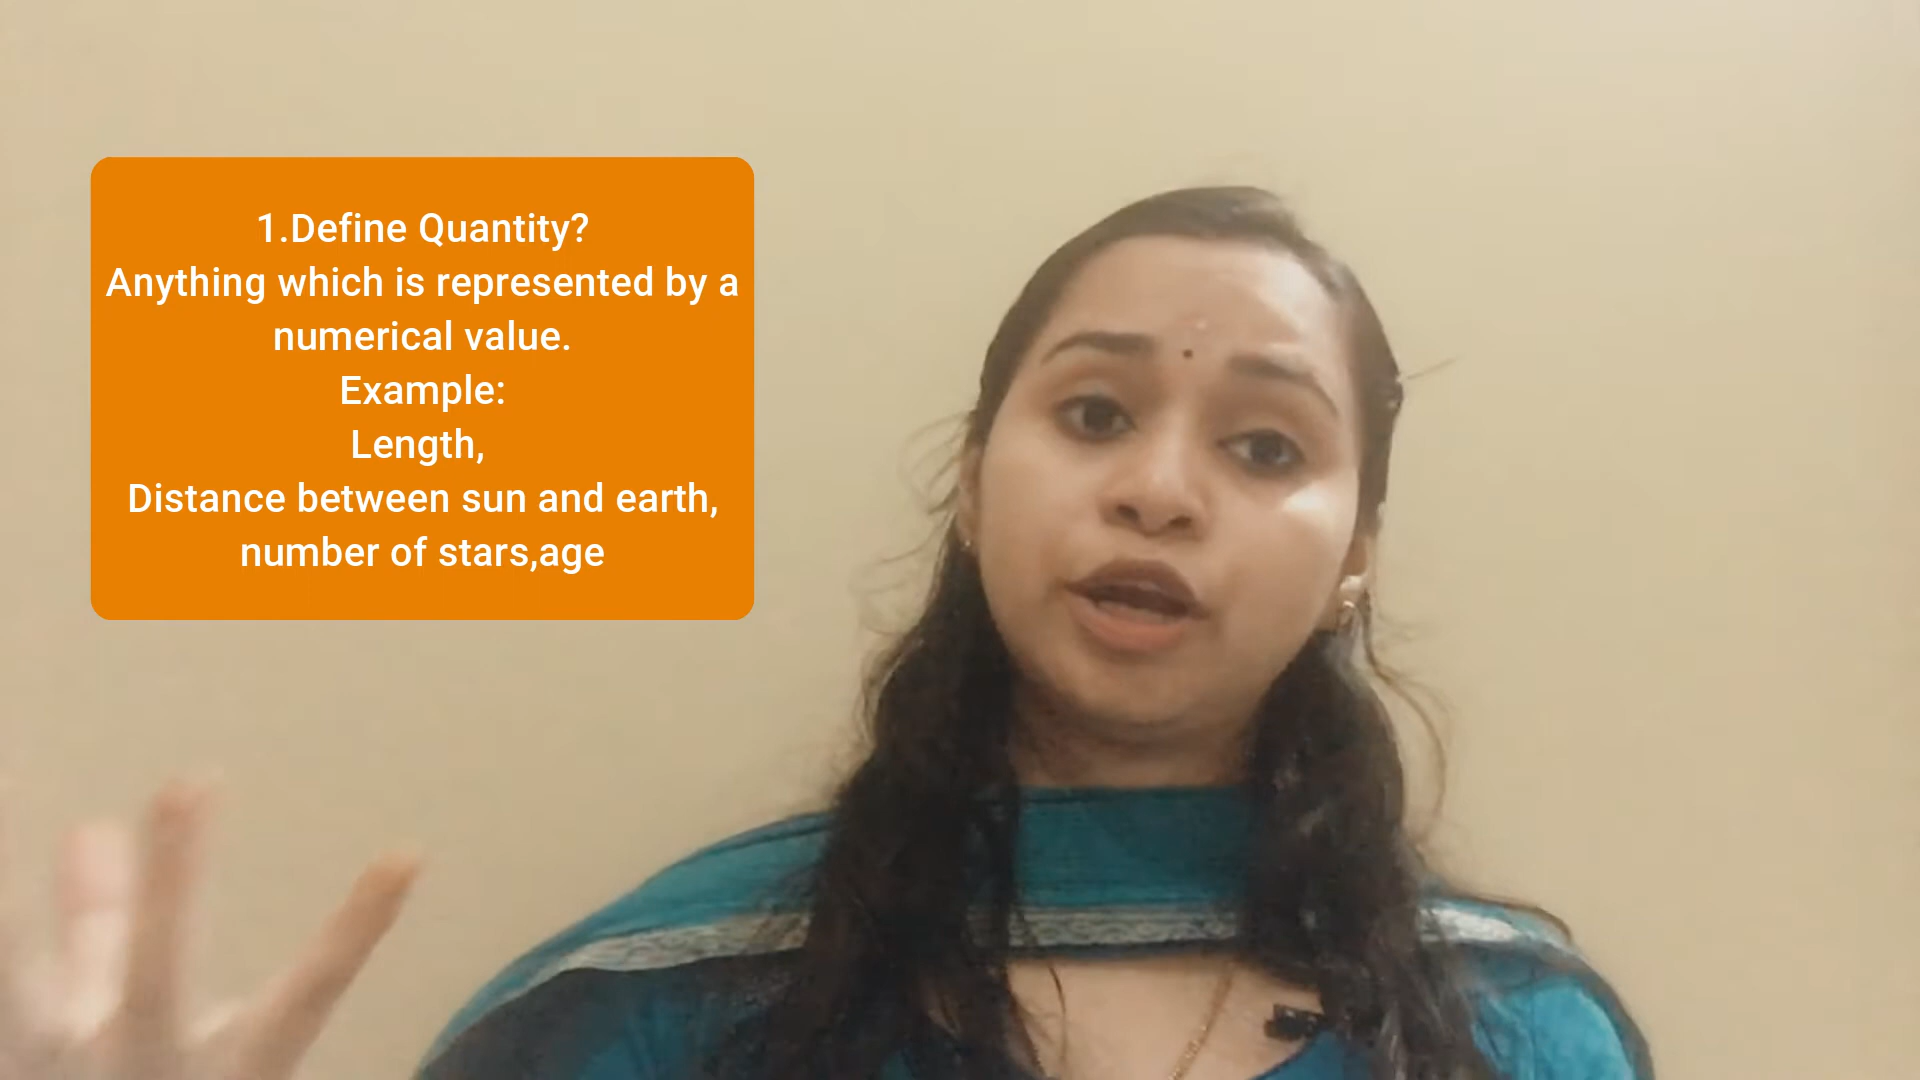 1.Define Quantity?
Anything which is represented by a
numerical value.
Example:
Length,
Distance between sun and earth,
number of stars,age